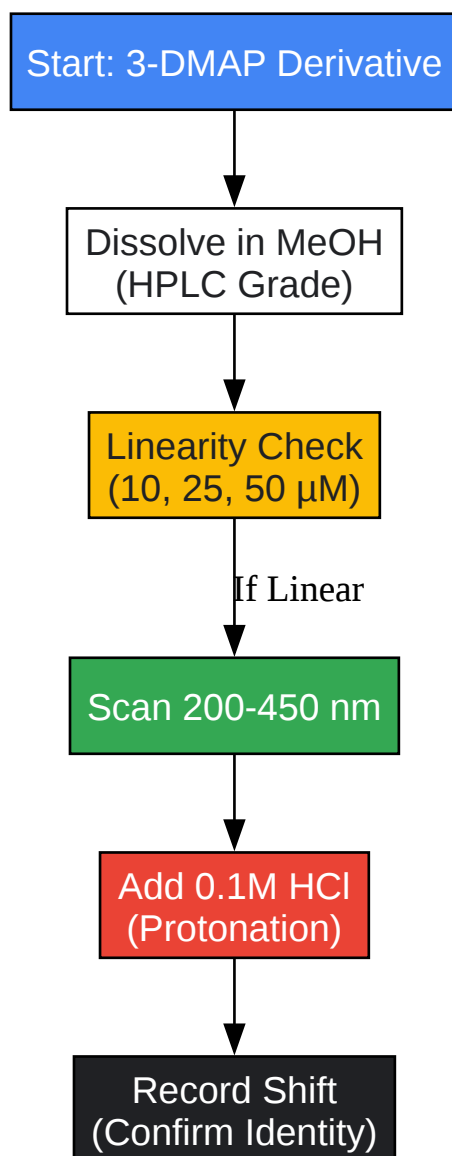 Start: 3-DMAP Derivative
Dissolve in MeOH
(HPLC Grade)
Linearity Check
(10, 25, 50 µM)
If Linear
Scan 200-450 nm
Add 0.1M HCl
(Protonation)
Record Shift
(Confirm Identity)